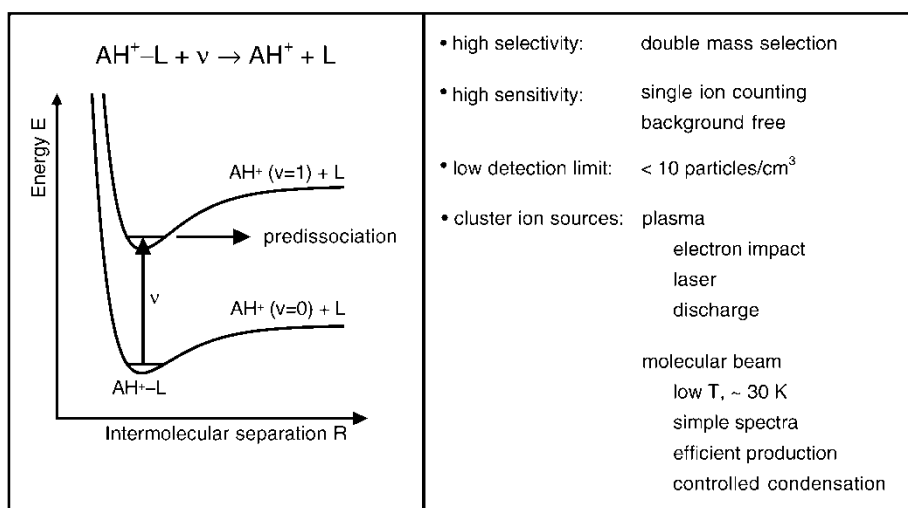 AH⁺–L + ν → AH⁺ + L
Energy E
AH⁺ (v=1) + L
predissociation
ν
AH⁺ (v=0) + L
AH⁺–L
Intermolecular separation R
• high selectivity: double mass selection
• high sensitivity: single ion counting
background free
• low detection limit: < 10 particles/cm³
• cluster ion sources: plasma
electron impact
laser
discharge
molecular beam
low T, ~ 30 K
simple spectra
efficient production
controlled condensation